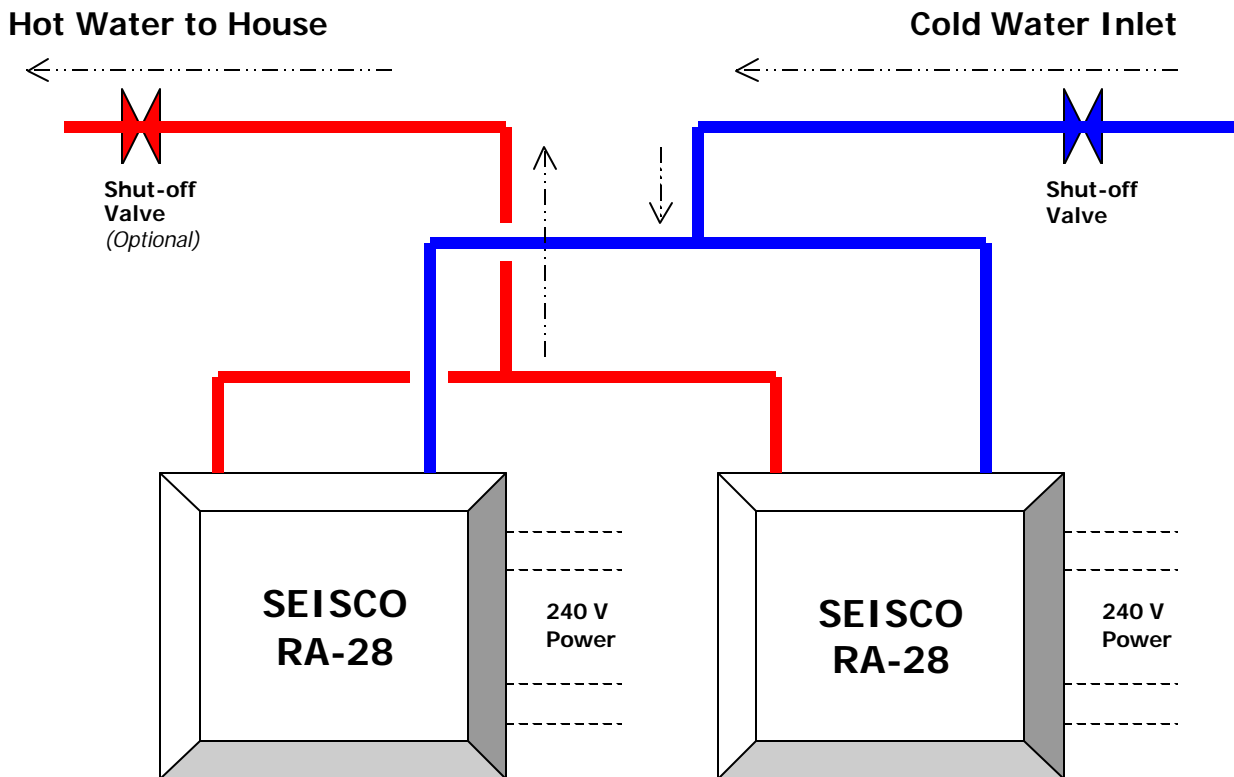 Hot Water to House
Cold Water Inlet
Shut-off
Valve
(Optional)
Shut-off
Valve
SEISCO
RA-28
240 V
Power
SEISCO
RA-28
240 V
Power